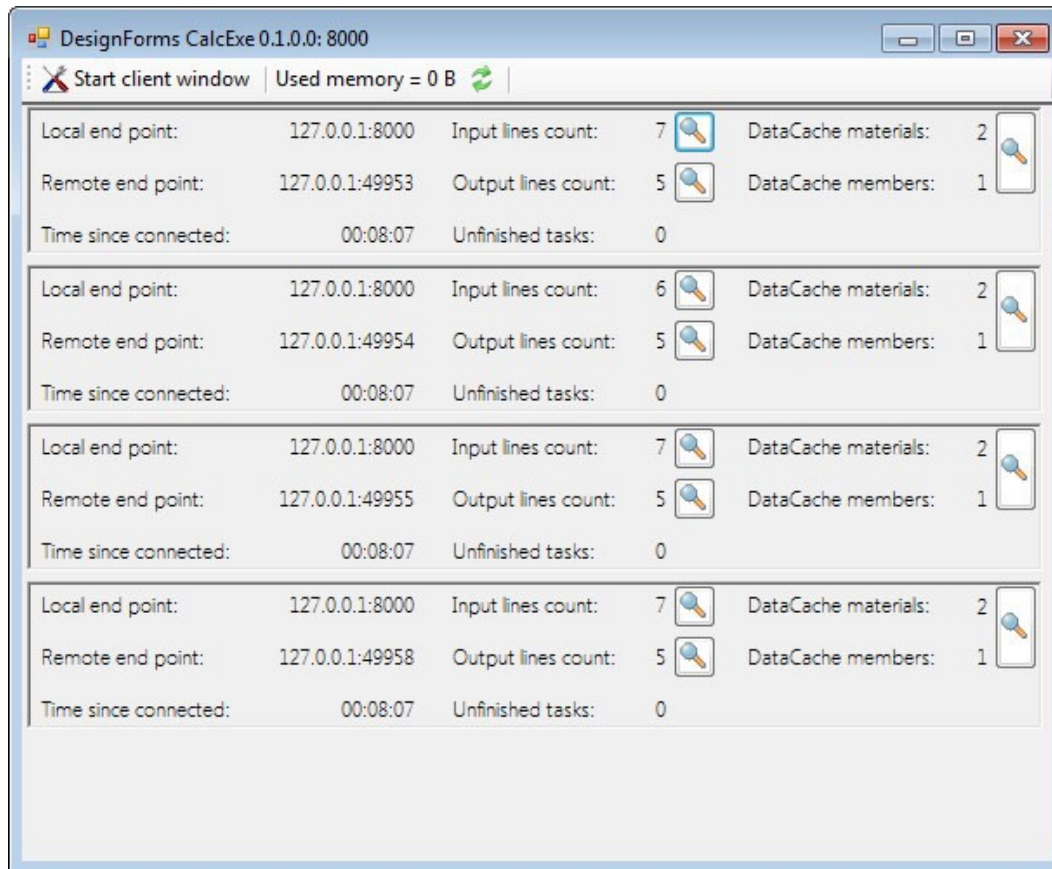 DesignForms CalcExe 0.1.0.0: 8000
Start client window Used memory = 0 B
Local end point: 127.0.0.1:8000 Input lines count: 7 DataCache materials: 2
Remote end point: 127.0.0.1:49953 Output lines count: 5 DataCache members: 1
Time since connected: 00:08:07 Unfinished tasks: 0
Local end point: 127.0.0.1:8000 Input lines count: 6 DataCache materials: 2
Remote end point: 127.0.0.1:49954 Output lines count: 5 DataCache members: 1
Time since connected: 00:08:07 Unfinished tasks: 0
Local end point: 127.0.0.1:8000 Input lines count: 7 DataCache materials: 2
Remote end point: 127.0.0.1:49955 Output lines count: 5 DataCache members: 1
Time since connected: 00:08:07 Unfinished tasks: 0
Local end point: 127.0.0.1:8000 Input lines count: 7 DataCache materials: 2
Remote end point: 127.0.0.1:49958 Output lines count: 5 DataCache members: 1
Time since connected: 00:08:07 Unfinished tasks: 0